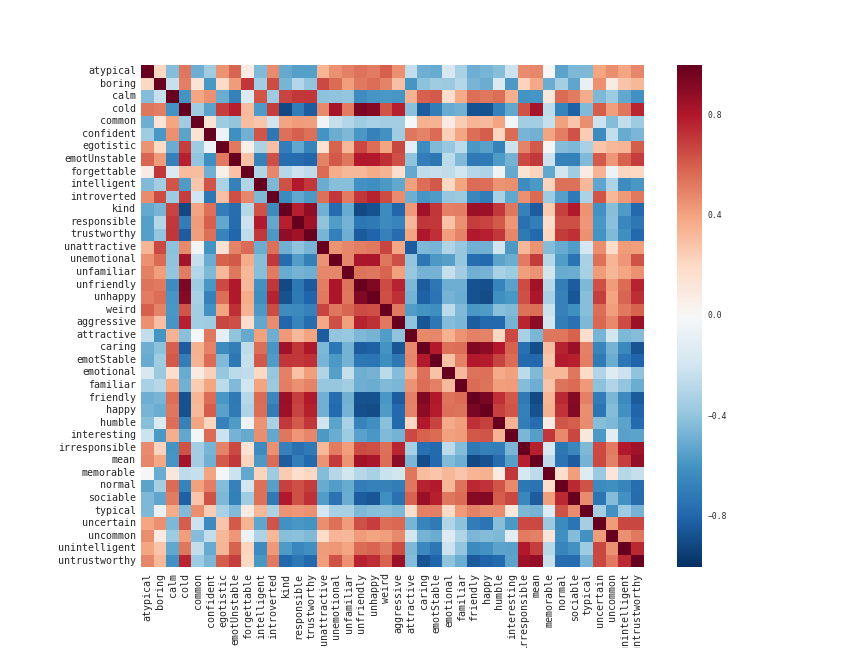 atypical
boring
calm
cold
common
confident
egotistic
emotUnstable
forgettable
intelligent
introverted
kind
responsible
trustworthy
unattractive
unemotional
unfamiliar
unfriendly
unhappy
weird
aggressive
attractive
caring
emotStable
emotional
familiar
friendly
happy
humble
interesting
irresponsible
mean
memorable
normal
sociable
typical
uncertain
uncommon
unintelligent
untrustworthy
0.8
0.4
0.0
−0.4
−0.8
atypical
boring
calm
cold
common
confident
egotistic
emotUnstable
forgettable
intelligent
introverted
kind
responsible
trustworthy
unattractive
unemotional
unfamiliar
unfriendly
unhappy
weird
aggressive
attractive
caring
emotStable
emotional
familiar
friendly
happy
humble
interesting
rresponsible
mean
memorable
normal
sociable
typical
uncertain
uncommon
nintelligent
ntrustworthy